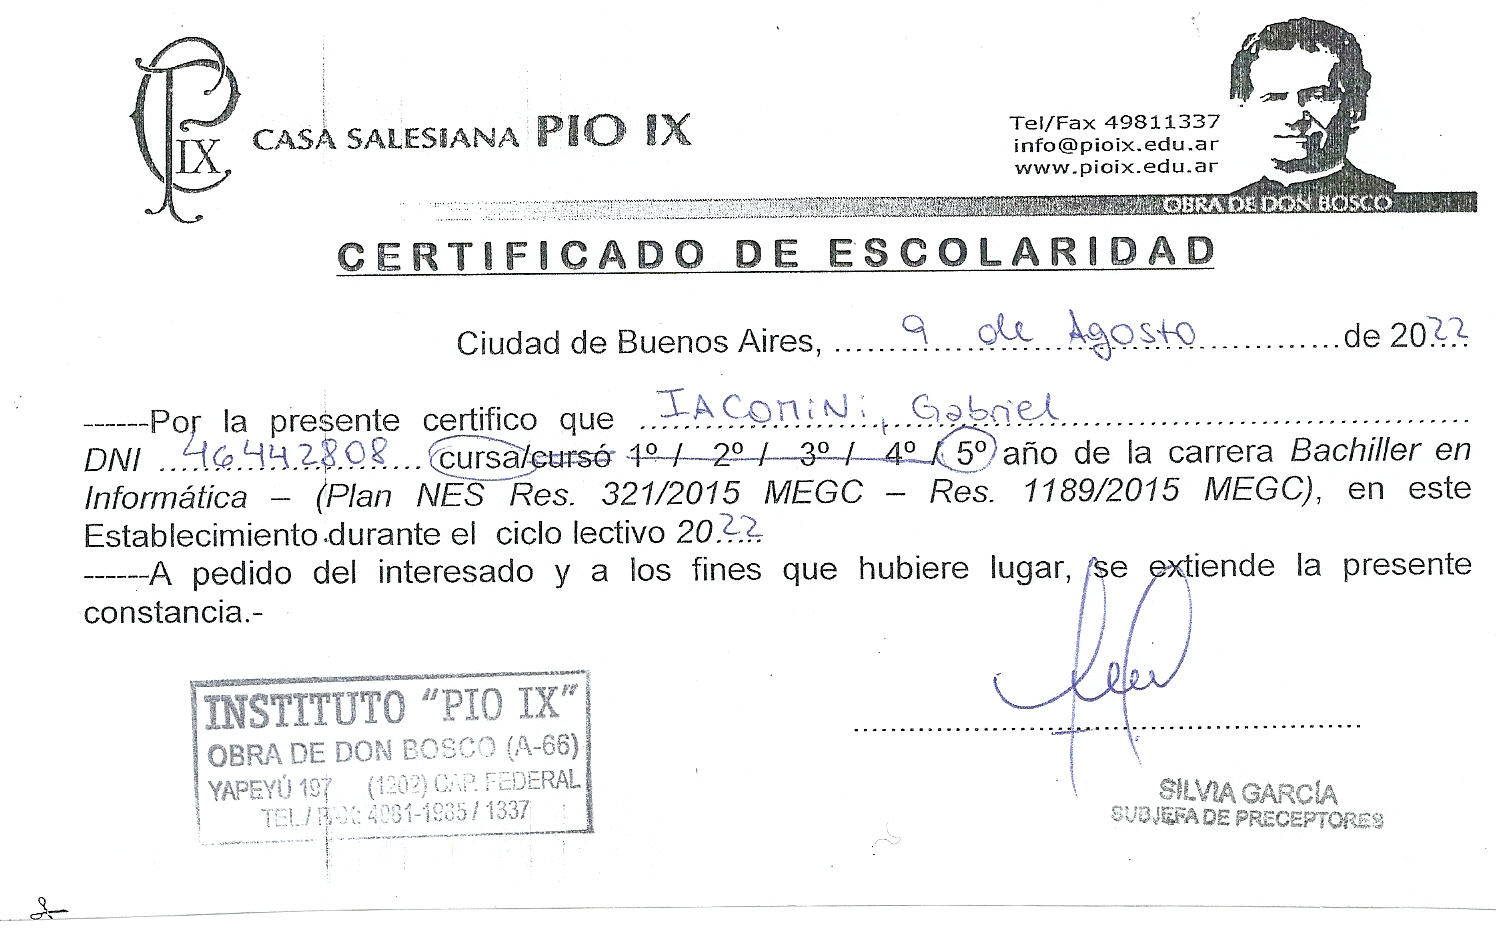 PIX
CASA SALESIANA PIO IX
Tel/Fax 49811337
info@pioix.edu.ar
www.pioix.edu.ar
OBRA DE DON BOSCO
CERTIFICADO DE ESCOLARIDAD
Ciudad de Buenos Aires, ........9 de Agosto..................de 20.22
------Por la presente certifico que ...IACOMINI, Gabriel..................
DNI ....46442808.... cursa/cursó 1º / 2º / 3º / 4º / 5º año de la carrera Bachiller en
Informática – (Plan NES Res. 321/2015 MEGC – Res. 1189/2015 MEGC), en este
Establecimiento durante el ciclo lectivo 20.22
------A pedido del interesado y a los fines que hubiere lugar, se extiende la presente
constancia.-
INSTITUTO "PIO IX"
OBRA DE DON BOSCO (A-66)
YAPEYÚ 197 (1202) CAP. FEDERAL
TEL./FAX: 4981-1985 / 1337
SILVIA GARCÍA
SUBJEFA DE PRECEPTORES